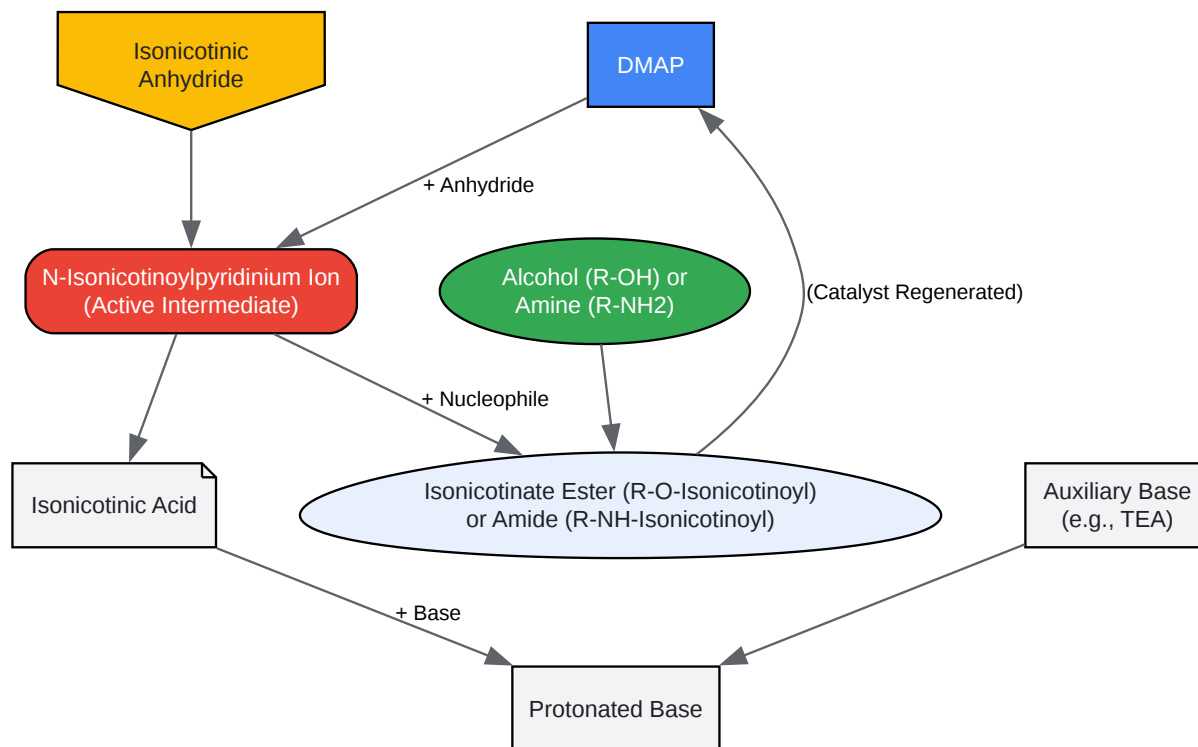 Isonicotinic
Anhydride
DMAP
+ Anhydride
N-Isonicotinoylpyridinium Ion
(Active Intermediate)
Alcohol (R-OH) or
Amine (R-NH2)
(Catalyst Regenerated)
+ Nucleophile
Isonicotinic Acid
Isonicotinate Ester (R-O-Isonicotinoyl)
or Amide (R-NH-Isonicotinoyl)
Auxiliary Base
(e.g., TEA)
+ Base
Protonated Base